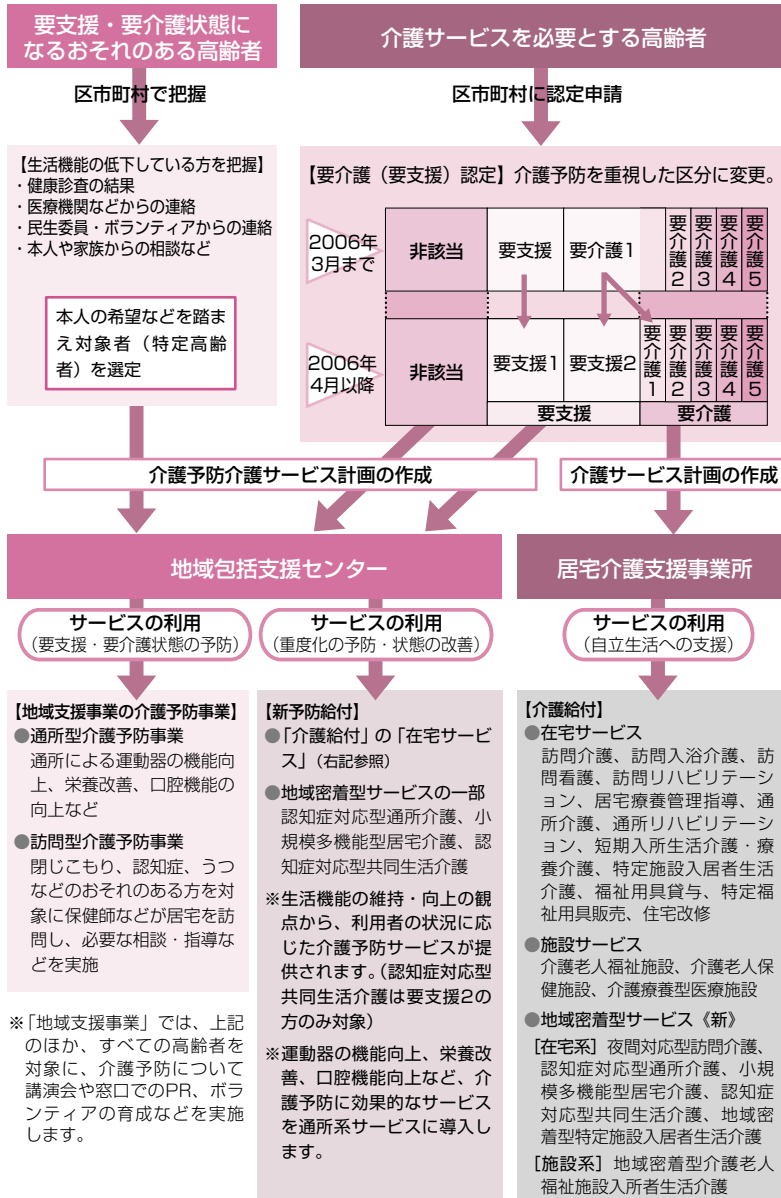 要支援・要介護状態に
なるおそれのある高齢者
介護サービスを必要とする高齢者
区市町村で把握
区市町村に認定申請
【生活機能の低下している方を把握】
・健康診査の結果
・医療機関などからの連絡
・民生委員・ボランティアからの連絡
・本人や家族からの相談など
本人の希望などを踏ま
え対象者（特定高齢
者）を選定
【要介護（要支援）認定】介護予防を重視した区分に変更。
2006年
3月まで
非該当
要支援
要介護1
要介護2
要介護3
要介護4
要介護5
2006年
4月以降
非該当
要支援1
要支援2
要介護1
要介護2
要介護3
要介護4
要介護5
要支援
要介護
介護予防介護サービス計画の作成
介護サービス計画の作成
地域包括支援センター
居宅介護支援事業所
サービスの利用
（要支援・要介護状態の予防）
サービスの利用
（重度化の予防・状態の改善）
サービスの利用
（自立生活への支援）
【地域支援事業の介護予防事業】
●通所型介護予防事業
通所による運動器の機能向
上、栄養改善、口腔機能の
向上など
●訪問型介護予防事業
閉じこもり、認知症、うつ
などのおそれのある方を対
象に保健師などが居宅を訪
問し、必要な相談・指導な
どを実施
※「地域支援事業」では、上記
のほか、すべての高齢者を
対象に、介護予防について
講演会や窓口でのPR、ボラ
ンティアの育成などを実施
します。
【新予防給付】
●「介護給付」の「在宅サービ
ス」（右記参照）
●地域密着型サービスの一部
認知症対応型通所介護、小
規模多機能型居宅介護、認
知症対応型共同生活介護
※生活機能の維持・向上の観
点から、利用者の状況に応
じた介護予防サービスが提
供されます。（認知症対応型
共同生活介護は要支援2の
方のみ対象）
※運動器の機能向上、栄養改
善、口腔機能向上など、介
護予防に効果的なサービス
を通所系サービスに導入し
ます。
【介護給付】
●在宅サービス
訪問介護、訪問入浴介護、訪
問看護、訪問リハビリテーシ
ョン、居宅療養管理指導、通
所介護、通所リハビリテーシ
ョン、短期入所生活介護・療
養介護、特定施設入居者生活
介護、福祉用具貸与、特定福
祉用具販売、住宅改修
●施設サービス
介護老人福祉施設、介護老人保
健施設、介護療養型医療施設
●地域密着型サービス《新》
［在宅系］夜間対応型訪問介護、
認知症対応型通所介護、小規
模多機能型居宅介護、認知症
対応型共同生活介護、地域密
着型特定施設入居者生活介護
［施設系］地域密着型介護老人
福祉施設入所者生活介護